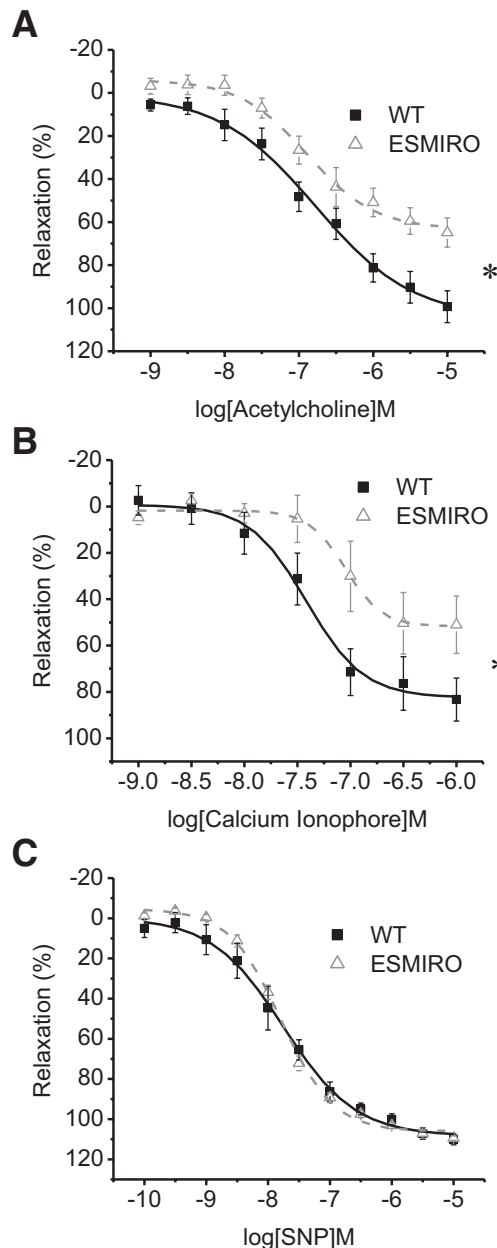 A
-20
0
20
40
60
80
100
120
Relaxation (%)
WT
ESMIRO
*
-9 -8 -7 -6 -5
log[Acetylcholine]M
B
-20
0
20
40
60
80
100
Relaxation (%)
WT
ESMIRO
*
-9.0 -8.5 -8.0 -7.5 -7.0 -6.5 -6.0
log[Calcium Ionophore]M
C
-20
0
20
40
60
80
100
120
Relaxation (%)
WT
ESMIRO
-10 -9 -8 -7 -6 -5
log[SNP]M